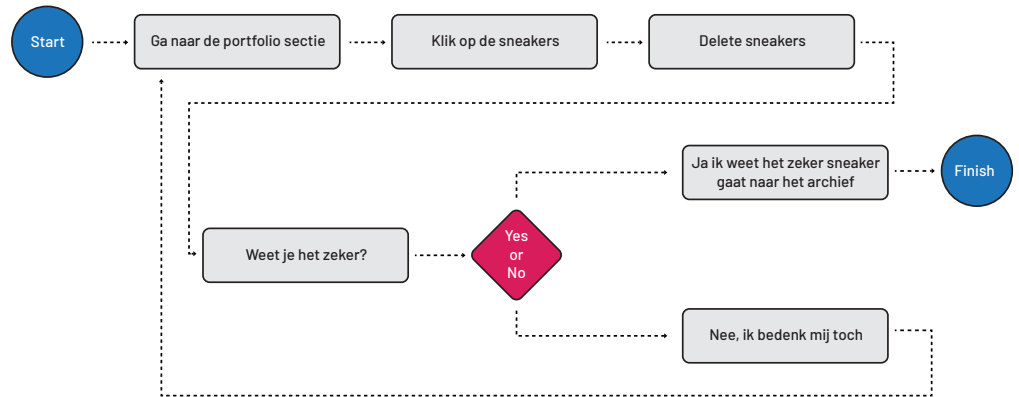 Start
Ga naar de portfolio sectie
Klik op de sneakers
Delete sneakers
Ja ik weet het zeker sneaker
gaat naar het archief
Finish
Weet je het zeker?
Yes
or
No
Nee, ik bedenk mij toch